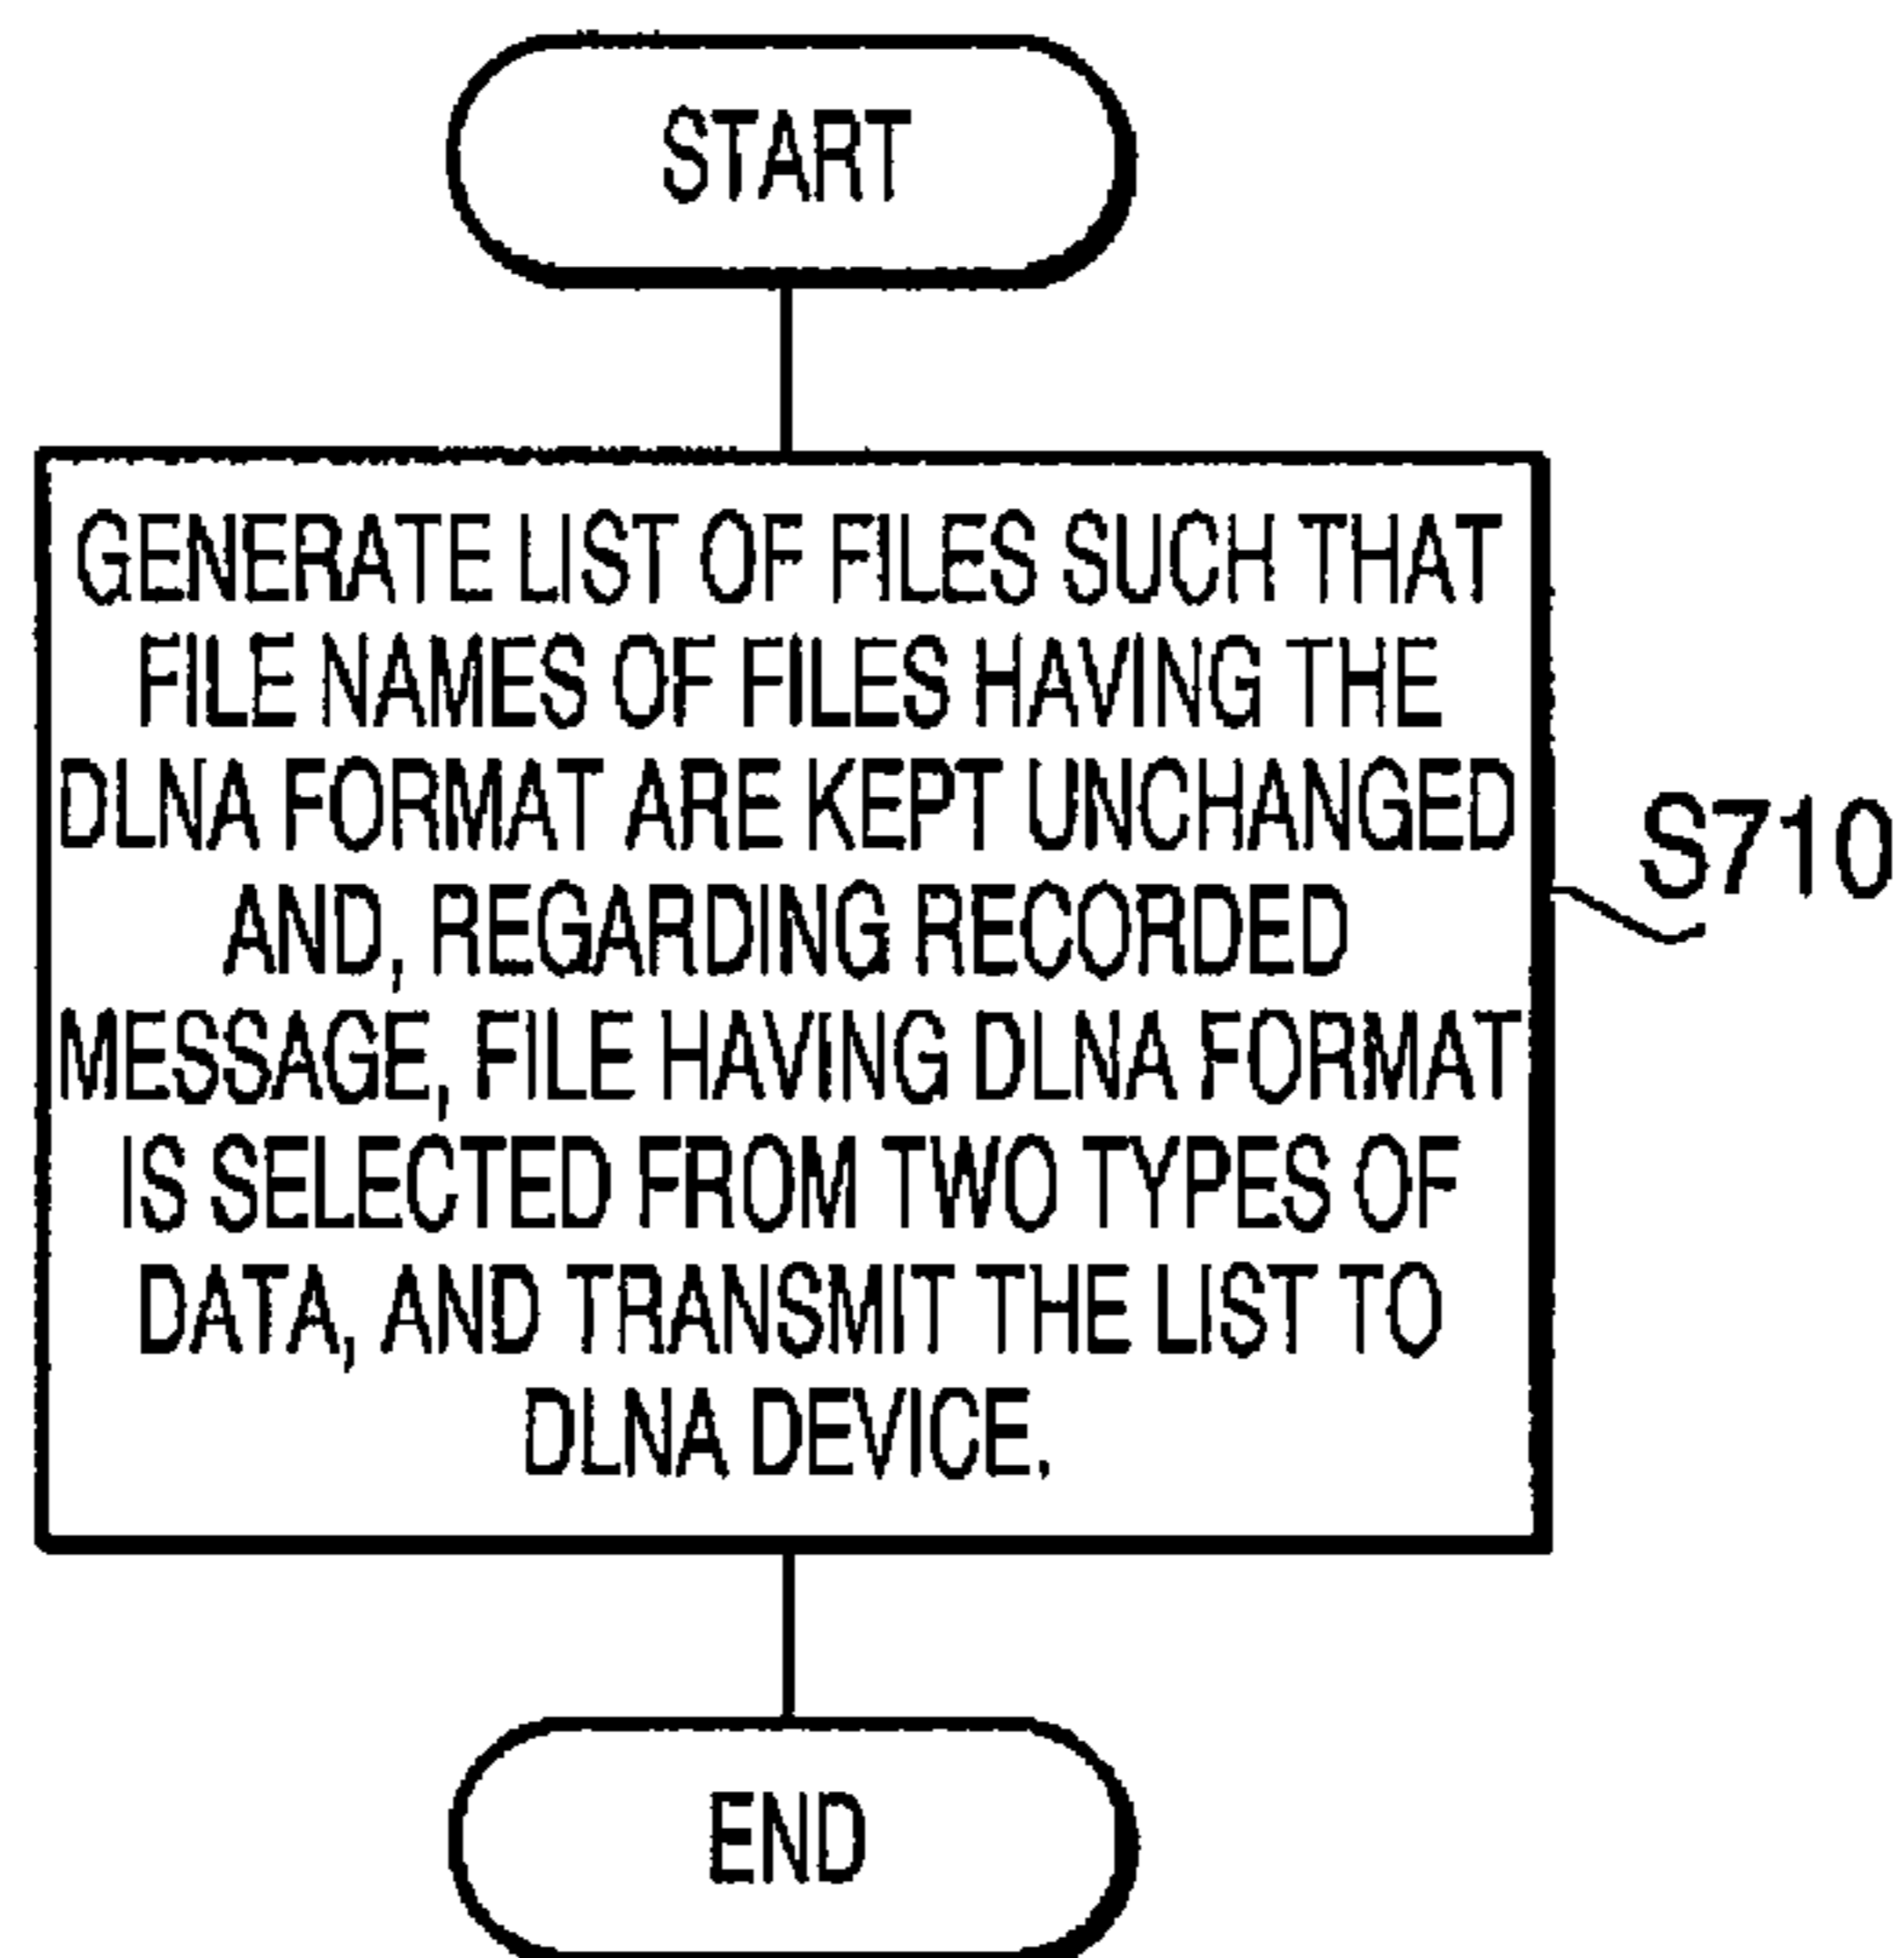 START
GENERATE LIST OF FILES SUCH THAT
FILE NAMES OF FILES HAVING THE
DLNA FORMAT ARE KEPT UNCHANGED
AND, REGARDING RECORDED
MESSAGE, FILE HAVING DLNA FORMAT
IS SELECTED FROM TWO TYPES OF
DATA, AND TRANSMIT THE LIST TO
DLNA DEVICE.
S710
END